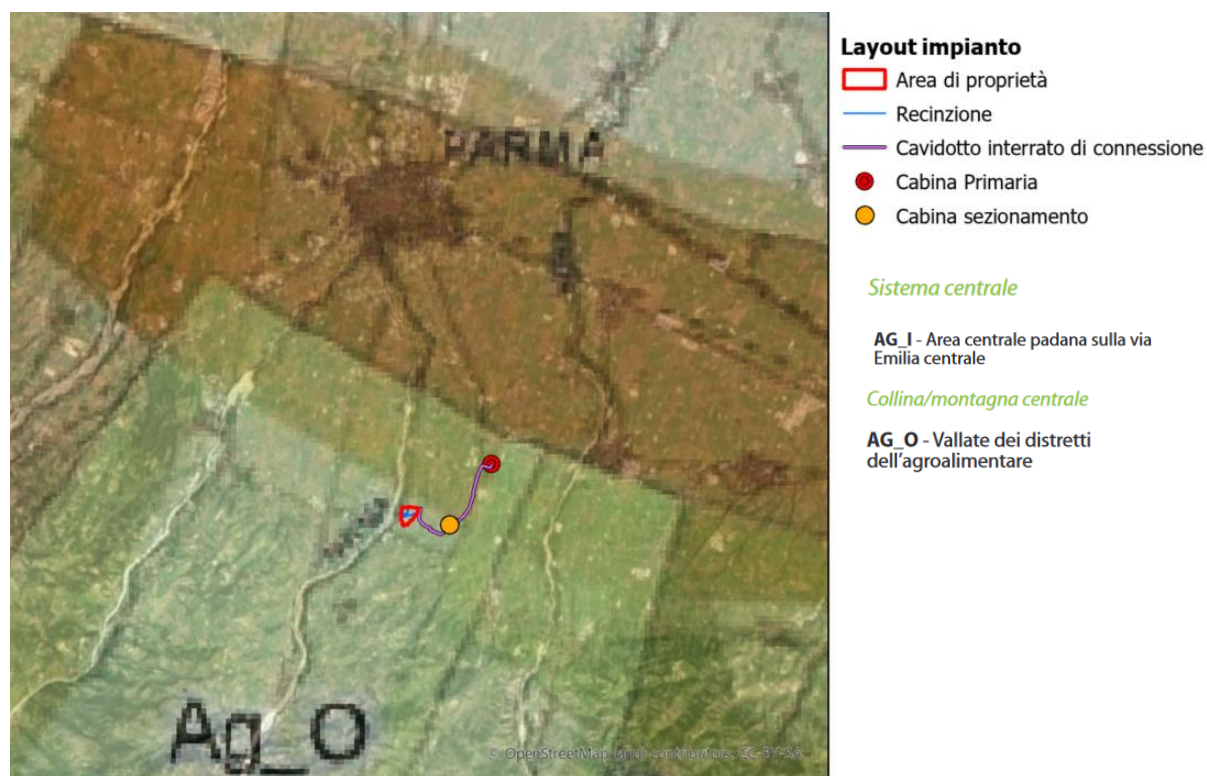 PARMA
Ag_O
© OpenStreetMap (and) contributors, CC-BY-SA
Layout impianto
Area di proprietà
Recinzione
Cavidotto interrato di connessione
Cabina Primaria
Cabina sezionamento
Sistema centrale
AG_I - Area centrale padana sulla via
Emilia centrale
Collina/montagna centrale
AG_O - Vallate dei distretti
dell'agroalimentare